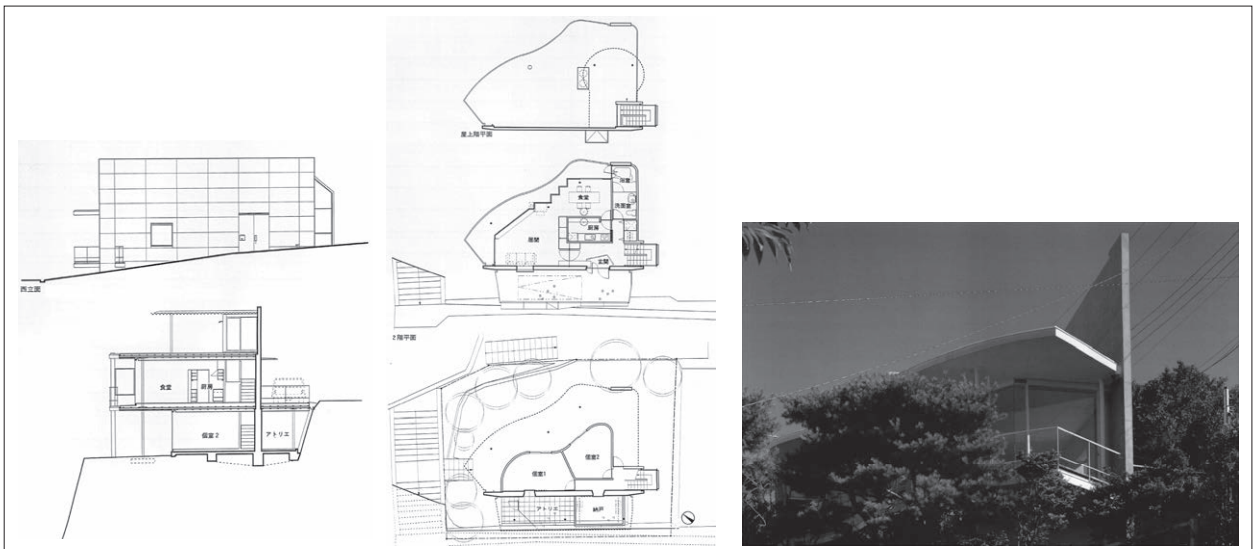 西立面
食堂
厨房
個室2
アトリエ
屋上階平面
浴室
食堂
洗面室
厨房
居間
玄関
2階平面
個室2
個室1
アトリエ
納戸